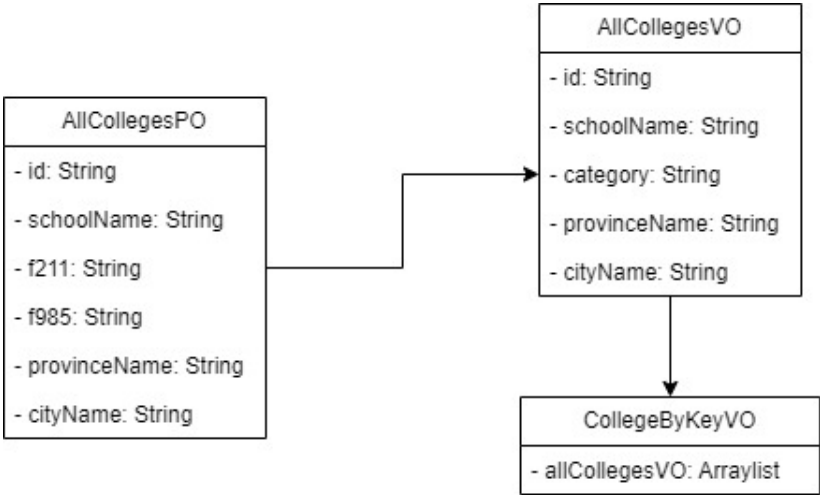 AllCollegesVO
- id: String
- schoolName: String
- category: String
- provinceName: String
- cityName: String
AllCollegesPO
- id: String
- schoolName: String
- f211: String
- f985: String
- provinceName: String
- cityName: String
CollegeByKeyVO
- allCollegesVO: Arraylist